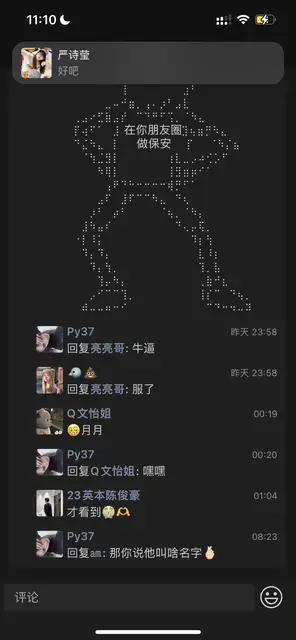 11:10
严诗莹
好吧
在你朋友圈
做保安
Py37
昨天 23:58
回复亮亮哥: 牛逼
🐋💩
昨天 23:58
回复亮亮哥: 服了
Q文怡姐
00:19
😋月月
Py37
00:20
回复Q文怡姐: 嘿嘿
23英本陈俊豪
01:04
才看到😭🫶
Py37
08:23
回复am: 那你说他叫啥名字🫰🏻
评论